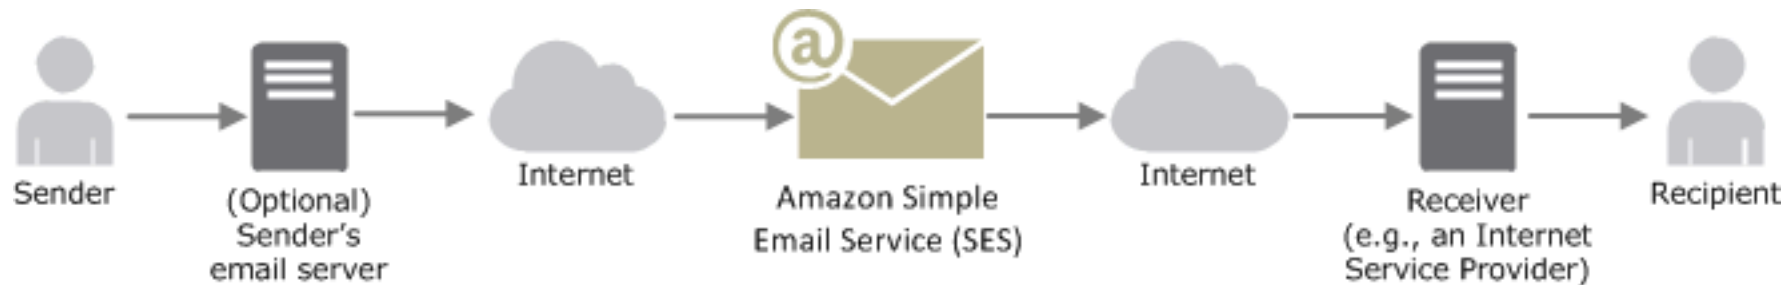 Sender
(Optional)
Sender's
email server
Internet
@
Amazon Simple
Email Service (SES)
Internet
Receiver
(e.g., an Internet
Service Provider)
Recipient